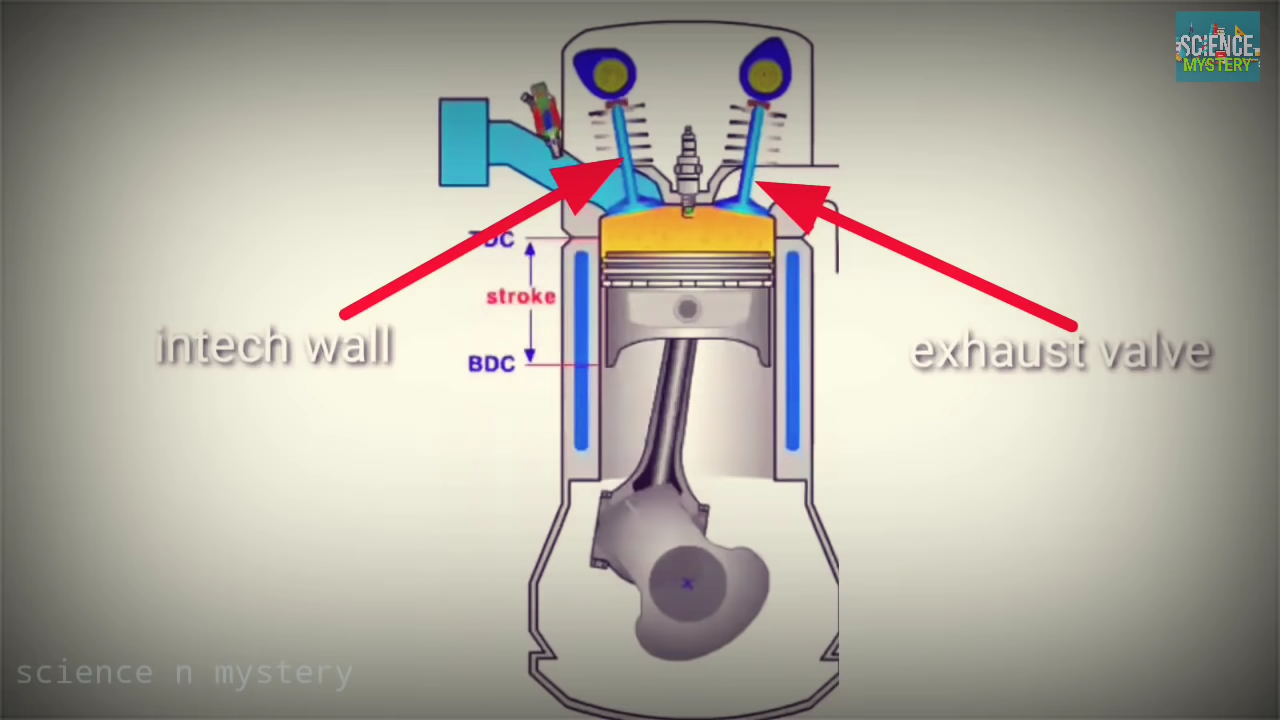 SCIENCE
MYSTERY
TDC
stroke
intech wall
exhaust valve
BDC
x
science n mystery